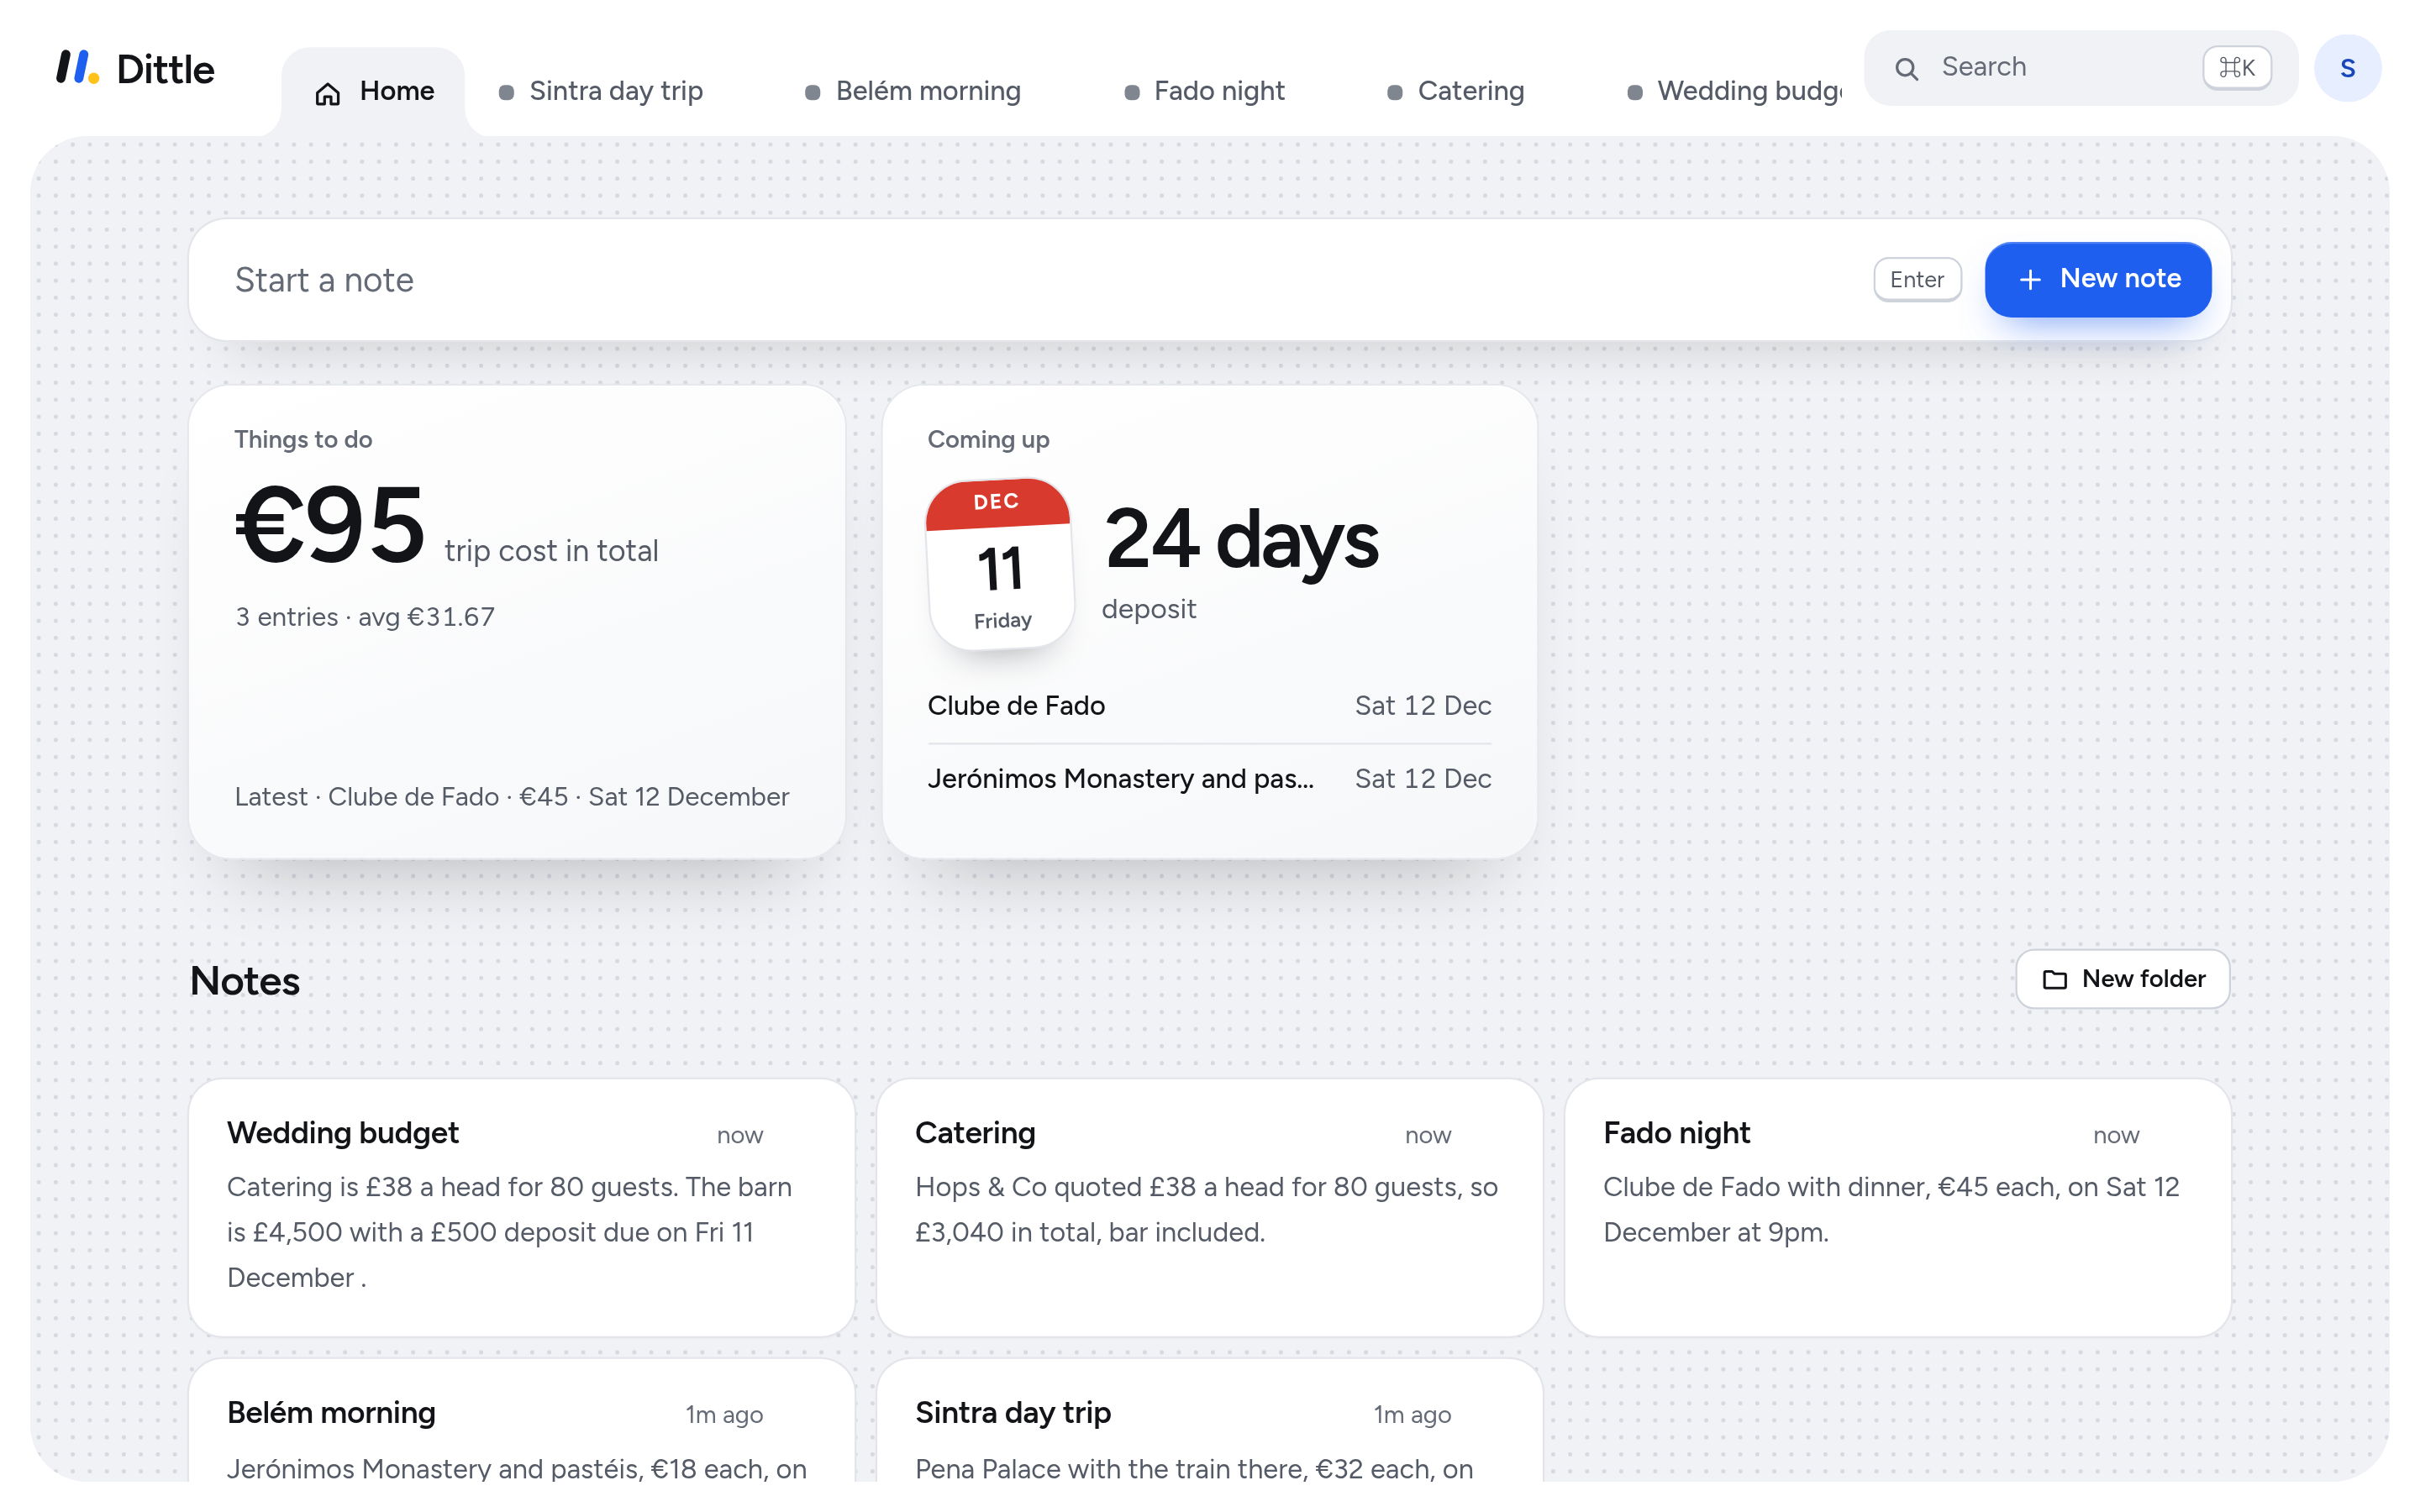 Dittle
Home
Sintra day trip
Belém morning
Fado night
Catering
Wedding budg
Search
⌘K
S
Start a note
Enter
New note
Things to do
€95 trip cost in total
3 entries · avg €31.67
Latest · Clube de Fado · €45 · Sat 12 December
Coming up
DEC
11
Friday
24 days
deposit
Clube de Fado Sat 12 Dec
Jerónimos Monastery and pas... Sat 12 Dec
Notes
New folder
Wedding budget now
Catering is £38 a head for 80 guests. The barn
is £4,500 with a £500 deposit due on Fri 11
December .
Catering now
Hops & Co quoted £38 a head for 80 guests, so
£3,040 in total, bar included.
Fado night now
Clube de Fado with dinner, €45 each, on Sat 12
December at 9pm.
Belém morning 1m ago
Jerónimos Monastery and pastéis, €18 each, on
Sintra day trip 1m ago
Pena Palace with the train there, €32 each, on